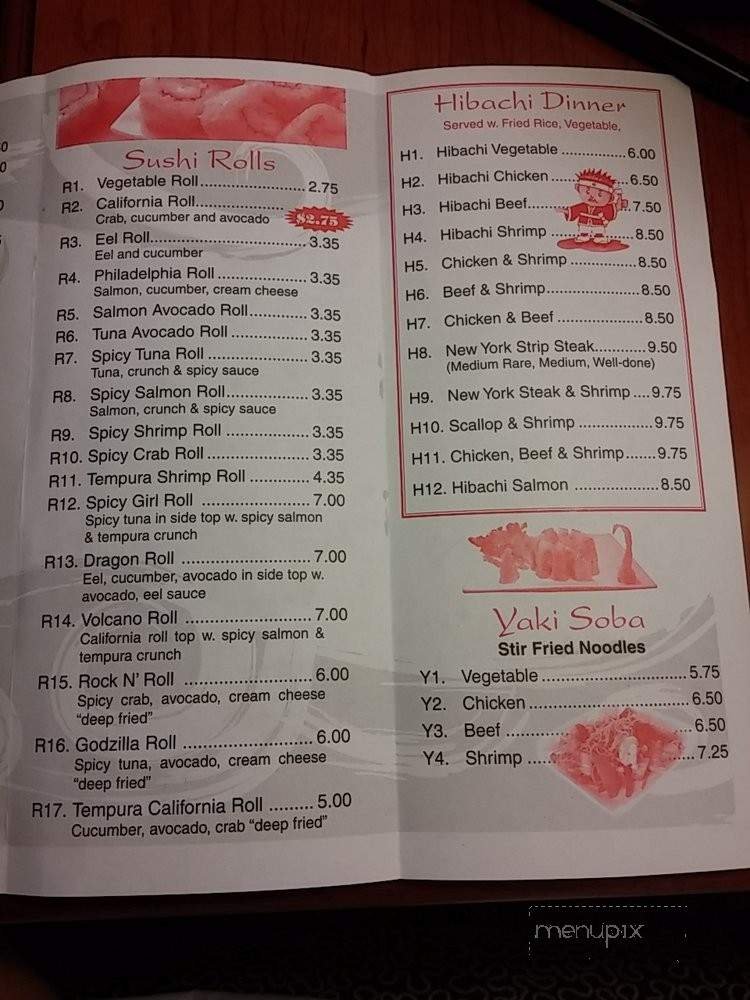 Sushi Rolls
R1. Vegetable Roll.............................2.75
R2. California Roll........................
Crab, cucumber and avocado $2.75
R3. Eel Roll..........................................3.35
Eel and cucumber
R4. Philadelphia Roll ........................3.35
Salmon, cucumber, cream cheese
R5. Salmon Avocado Roll..............3.35
R6. Tuna Avocado Roll....................3.35
R7. Spicy Tuna Roll ...........................3.35
Tuna, crunch & spicy sauce
R8. Spicy Salmon Roll.......................3.35
Salmon, crunch & spicy sauce
R9. Spicy Shrimp Roll ......................3.35
R10. Spicy Crab Roll..........................3.35
R11. Tempura Shrimp Roll ............4.35
R12. Spicy Girl Roll ..........................7.00
Spicy tuna in side top w. spicy salmon
& tempura crunch
R13. Dragon Roll .............................7.00
Eel, cucumber, avocado in side top w.
avocado, eel sauce
R14. Volcano Roll ............................7.00
California roll top w. spicy salmon &
tempura crunch
R15. Rock N' Roll ............................6.00
Spicy crab, avocado, cream cheese
"deep fried"
R16. Godzilla Roll ............................6.00
Spicy tuna, avocado, cream cheese
"deep fried"
R17. Tempura California Roll .........5.00
Cucumber, avocado, crab "deep fried"
Hibachi Dinner
Served w. Fried Rice, Vegetable,
H1. Hibachi Vegetable ..............6.00
H2. Hibachi Chicken ................6.50
H3. Hibachi Beef.....................7.50
H4. Hibachi Shrimp ..................8.50
H5. Chicken & Shrimp ..............8.50
H6. Beef & Shrimp....................8.50
H7. Chicken & Beef ..................8.50
H8. New York Strip Steak...........9.50
(Medium Rare, Medium, Well-done)
H9. New York Steak & Shrimp ....9.75
H10. Scallop & Shrimp ................9.75
H11. Chicken, Beef & Shrimp.......9.75
H12. Hibachi Salmon .................8.50
Yaki Soba
Stir Fried Noodles
Y1. Vegetable ...............................5.75
Y2. Chicken ...................................6.50
Y3. Beef .......................................6.50
Y4. Shrimp ...................................7.25
menupix